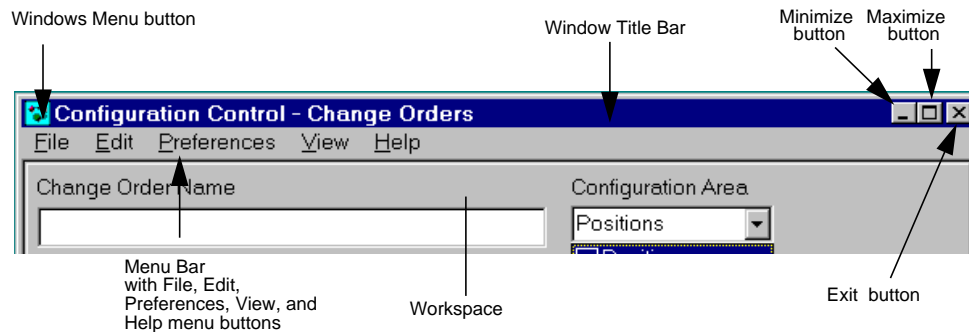 Windows Menu button
Window Title Bar
Minimize
button
Maximize
button
Configuration Control - Change Orders
File Edit Preferences View Help
Change Order Name
Configuration Area
Positions
Menu Bar
with File, Edit,
Preferences, View, and
Help menu buttons
Workspace
Exit button